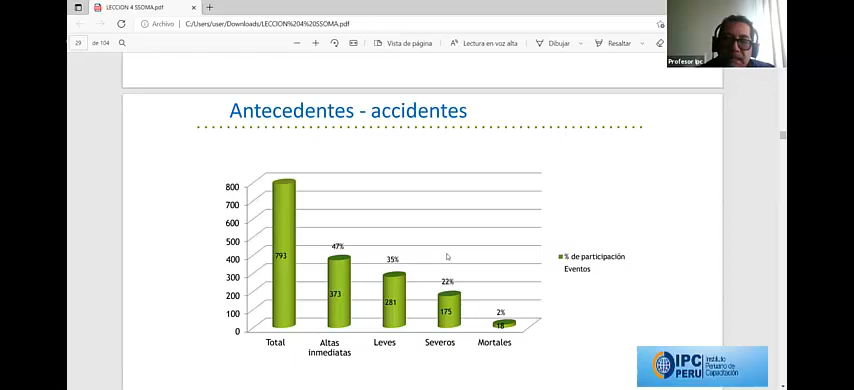 LECCION 4 SSOMA.pdf
Archivo
C:/Users/user/Downloads/LECCION%204%20SSOMA.pdf
29 de 104
Vista de página
Lectura en voz alta
Dibujar
Resaltar
Profesor Ipc
Antecedentes - accidentes
800
700
600
500
400
300
200
100
0
793
47%
373
35%
281
22%
175
2%
18
Total
Altas
inmediatas
Leves
Severos
Mortales
% de participación
Eventos
IPC
PERU
Instituto
Peruano de
Capacitación